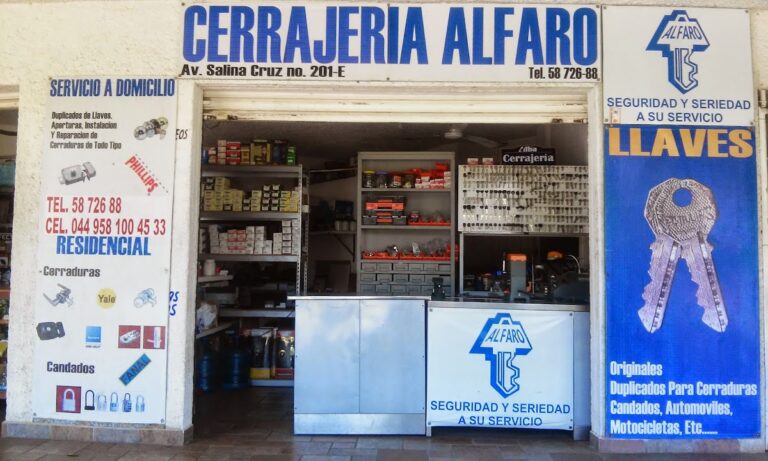 CERRAJERIA ALFARO
Av. Salina Cruz no. 201-E Tel. 58 726-88
ALFARO
SEGURIDAD Y SERIEDAD
A SU SERVICIO
SERVICIO A DOMICILIO
Duplicados de Llaves,
Aperturas, Instalacion
Y Reparacion de
Cerraduras de Todo Tipo
PHILLIPS
TEL. 58 726 88
CEL. 044 958 100 45 33
RESIDENCIAL
Cerraduras
Yale
Candados
FANAL
Cerrajería
ALFARO
SEGURIDAD Y SERIEDAD
A SU SERVICIO
LLAVES
Originales
Duplicados Para Cerraduras
Candados, Automoviles,
Motocicletas, Etc......